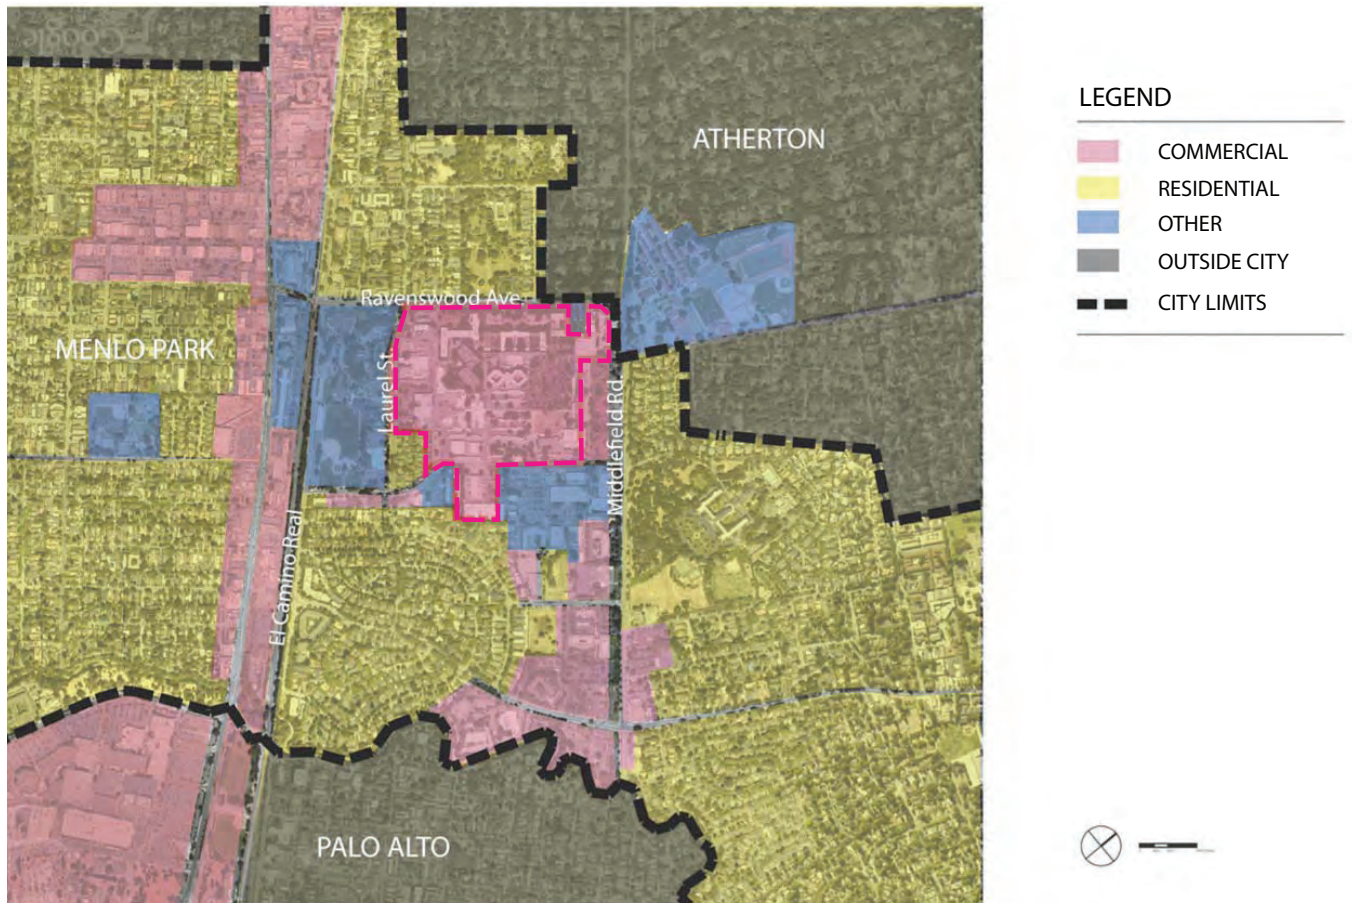 Google
ATHERTON
Ravenswood Ave.
MENLO PARK
Laurel St.
Middlefield Rd.
El Camino Real
PALO ALTO
LEGEND
COMMERCIAL
RESIDENTIAL
OTHER
OUTSIDE CITY
CITY LIMITS